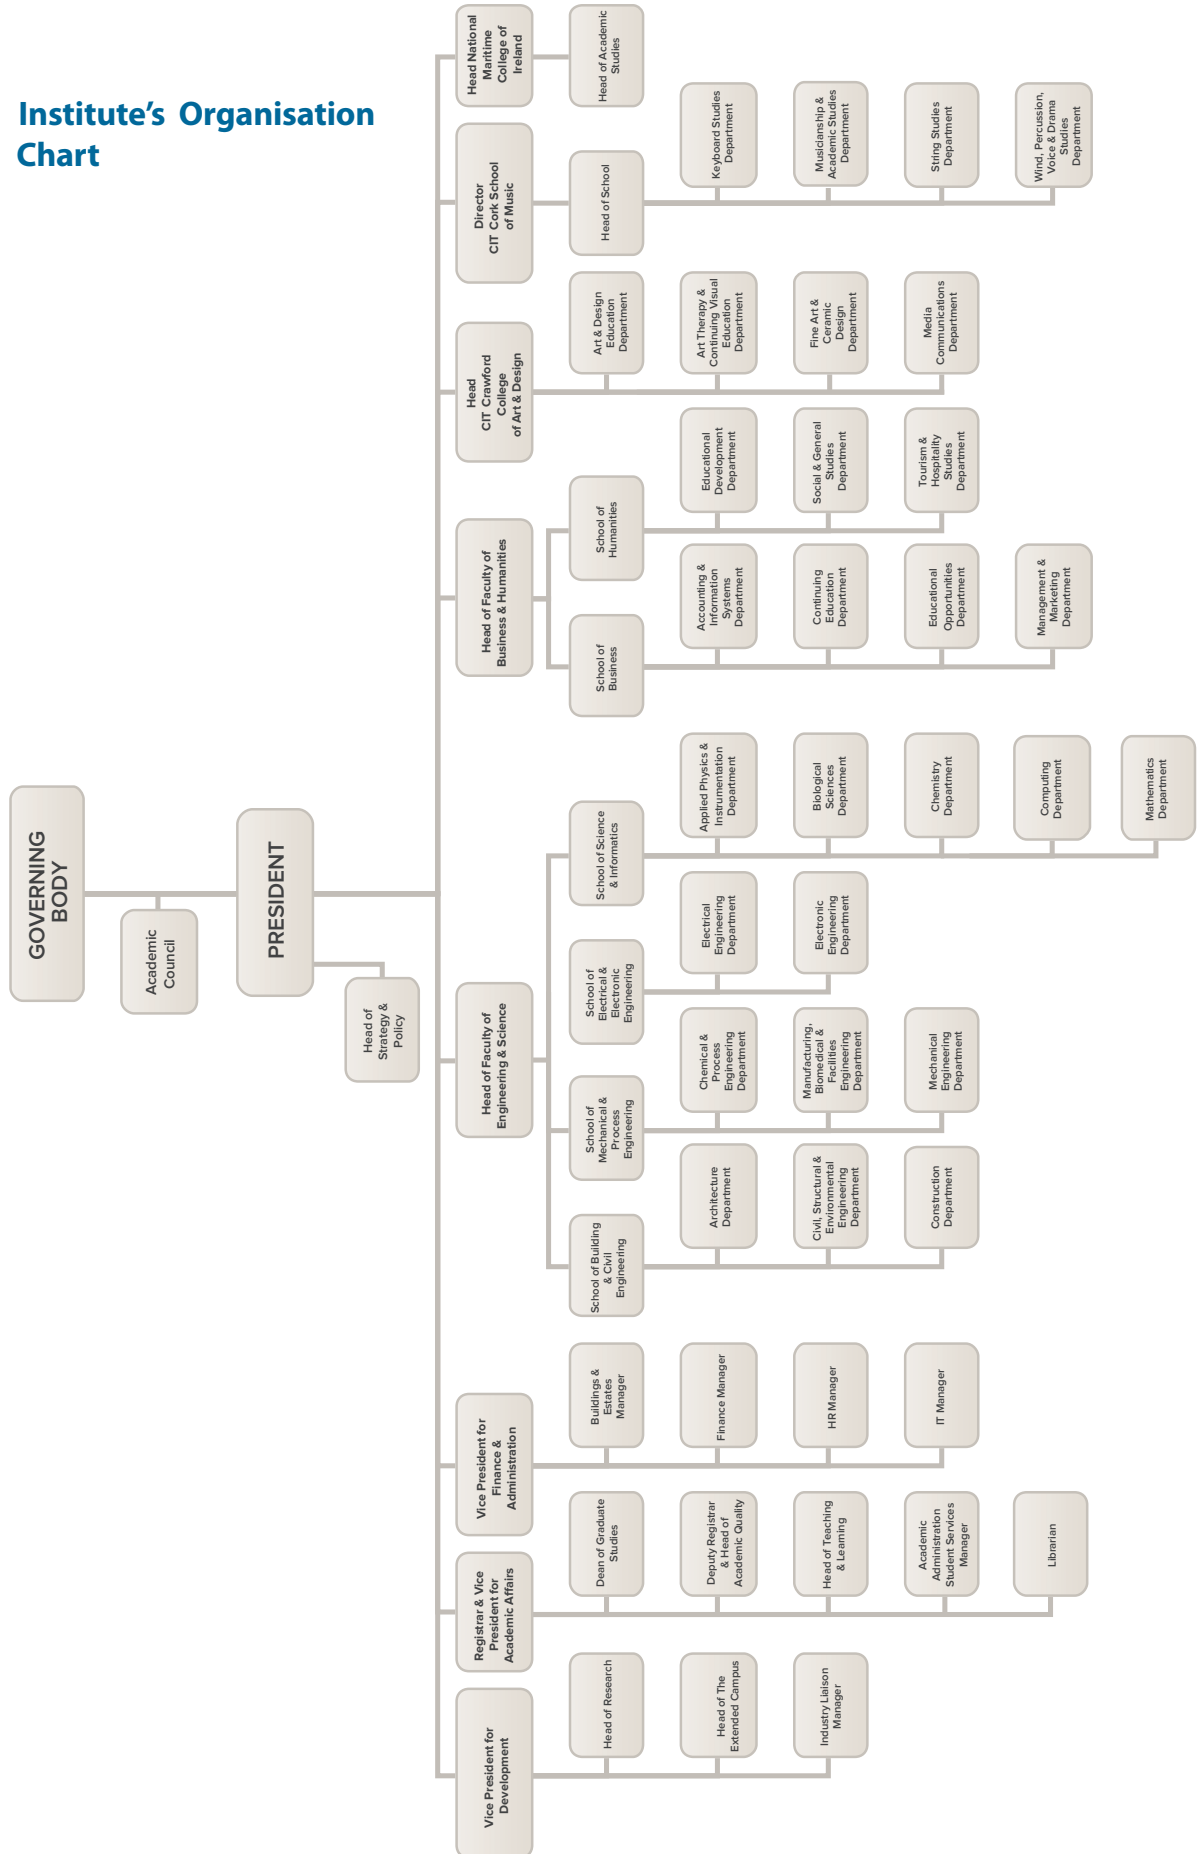 Institute's Organisation
Chart
GOVERNING
BODY
Academic
Council
PRESIDENT
Head of
Strategy &
Policy
Vice President for
Development
Head of Research
Head of The
Extended Campus
Industry Liaison
Manager
Registrar & Vice
President for
Academic Affairs
Dean of Graduate
Studies
Deputy Registrar
& Head of
Academic Quality
Head of Teaching
& Learning
Academic
Administration
Student Services
Manager
Librarian
Vice President for
Finance &
Administration
Buildings &
Estates
Manager
Finance Manager
HR Manager
IT Manager
Head of Faculty of
Engineering & Science
School of Building
& Civil
Engineering
Architecture
Department
Civil, Structural &
Environmental
Engineering
Department
Construction
Department
School of
Mechanical &
Process
Engineering
Chemical &
Process
Engineering
Department
Manufacturing,
Biomedical &
Facilities
Engineering
Department
Mechanical
Engineering
Department
School of
Electrical &
Electronic
Engineering
Electrical
Engineering
Department
Electronic
Engineering
Department
School of Science
& Informatics
Applied Physics &
Instrumentation
Department
Biological
Sciences
Department
Chemistry
Department
Computing
Department
Mathematics
Department
Head of Faculty of
Business & Humanities
School of
Business
Accounting &
Information
Systems
Department
Continuing
Education
Department
Educational
Opportunities
Department
Management &
Marketing
Department
School of
Humanities
Educational
Development
Department
Social & General
Studies
Department
Tourism &
Hospitality
Studies
Department
Head
CIT Crawford
College
of Art & Design
Art & Design
Education
Department
Art Therapy &
Continuing Visual
Education
Department
Fine Art &
Ceramic
Design
Department
Media
Communications
Department
Director
CIT Cork School
of Music
Head of School
Keyboard Studies
Department
Musicianship &
Academic Studies
Department
String Studies
Department
Wind, Percussion,
Voice & Drama
Studies
Department
Head National
Maritime
College of
Ireland
Head of Academic
Studies